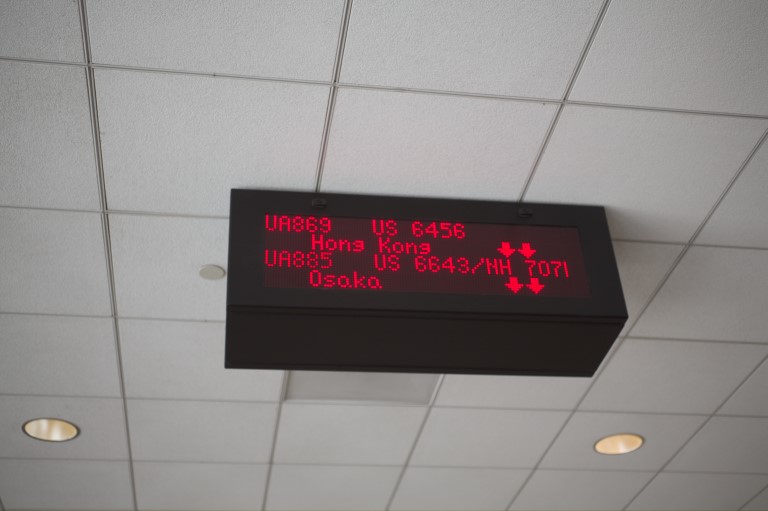 UA869 US 6456
Hong Kong
UA885 US 6643/NH 7071
Osaka